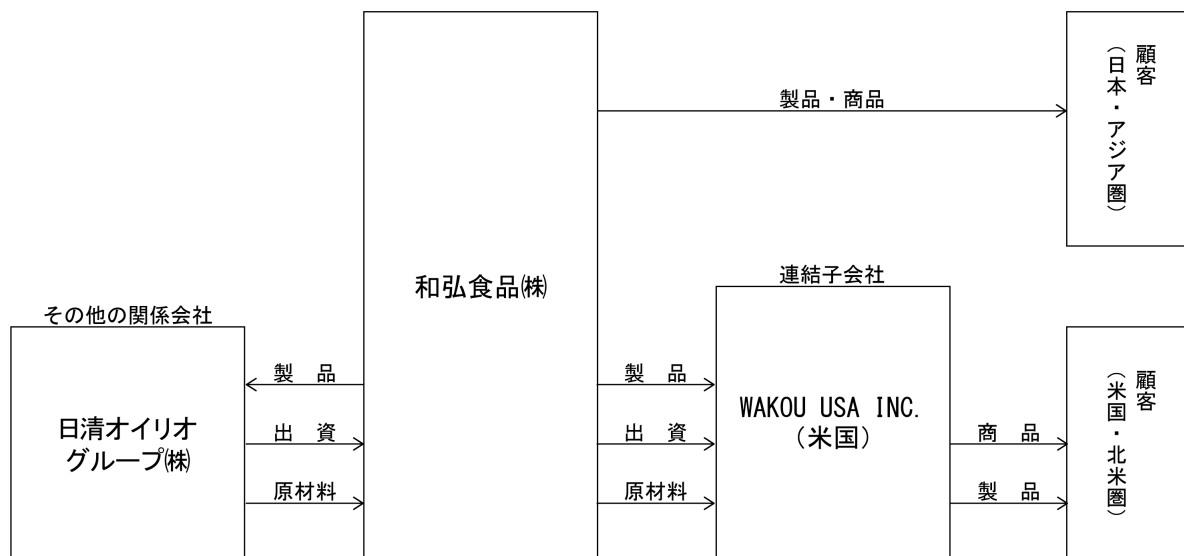 その他の関係会社
日清オイリオ
グループ㈱
製 品
出 資
原材料
和弘食品㈱
製品・商品
製 品
出 資
原材料
連結子会社
WAKOU USA INC.
（米国）
商 品
製 品
顧客
（日本・アジア圏）
顧客
（米国・北米圏）